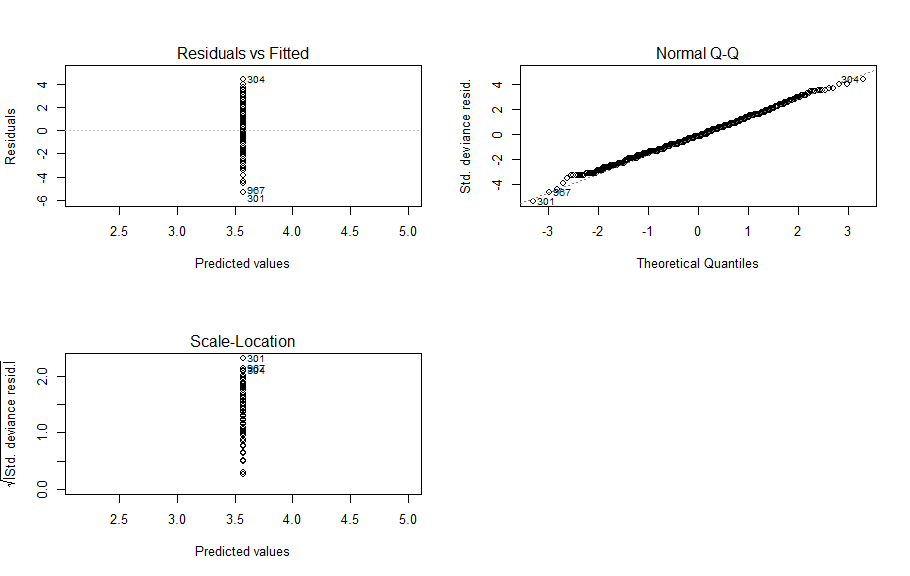 Residuals vs Fitted
Residuals
4
2
0
-2
-4
-6
304
301
2.5 3.0 3.5 4.0 4.5 5.0
Predicted values
Normal Q-Q
Std. deviance resid.
4
2
0
-2
-4
304
301
-3 -2 -1 0 1 2 3
Theoretical Quantiles
Scale-Location
√|Std. deviance resid.|
2.0
1.0
0.0
301
2.5 3.0 3.5 4.0 4.5 5.0
Predicted values